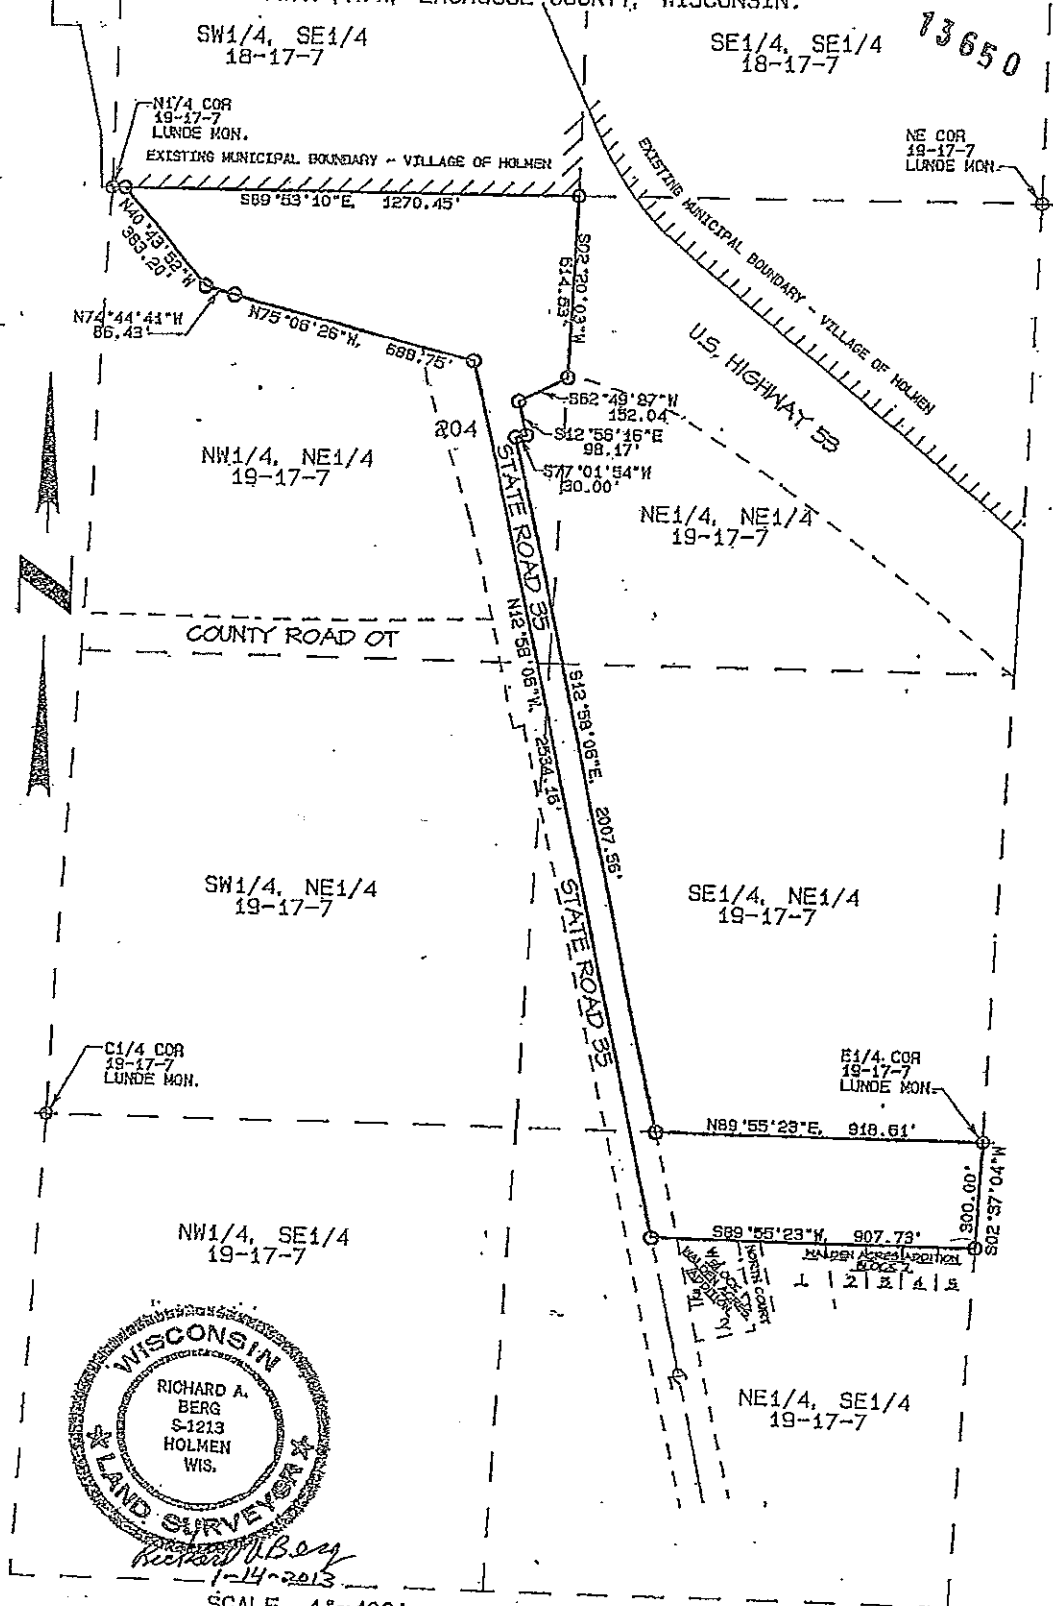 LACROSSE COUNTY, WISCONSIN.
13650
SW1/4, SE1/4
18-17-7
SE1/4, SE1/4
18-17-7
N1/4 COR
19-17-7
LUNDE MON.
NE COR
19-17-7
LUNDE MON.
EXISTING MUNICIPAL BOUNDARY - VILLAGE OF HOLMEN
S89°53'10"E, 1270.45'
EXISTING MUNICIPAL BOUNDARY - VILLAGE OF HOLMEN
N40°43'52"W
383.20'
S02°20'03"W
614.53'
N74°44'41"W
86.43'
N75°06'26"W, 689.75'
U.S. HIGHWAY 53
S62°49'27"W
152.04
204
S12°56'16"E
98.17'
S77°01'54"W
30.00'
NW1/4, NE1/4
19-17-7
STATE ROAD 35
NE1/4, NE1/4
19-17-7
COUNTY ROAD OT
N12°58'06"W, 2534.15'
S12°58'06"E, 2007.56'
SW1/4, NE1/4
19-17-7
SE1/4, NE1/4
19-17-7
STATE ROAD 35
C1/4 COR
19-17-7
LUNDE MON.
E1/4 COR
19-17-7
LUNDE MON.
N89°55'23"E, 918.61'
300.00'
S02°37'04"W
NW1/4, SE1/4
19-17-7
S89°55'23"W, 907.73'
NORTH COURT
ADDITION
BLOCK 2
1 2 3 4 5
WISCONSIN
RICHARD A.
BERG
S-1213
HOLMEN
WIS.
LAND SURVEYOR
NE1/4, SE1/4
19-17-7
Richard A Berg
1-14-2013